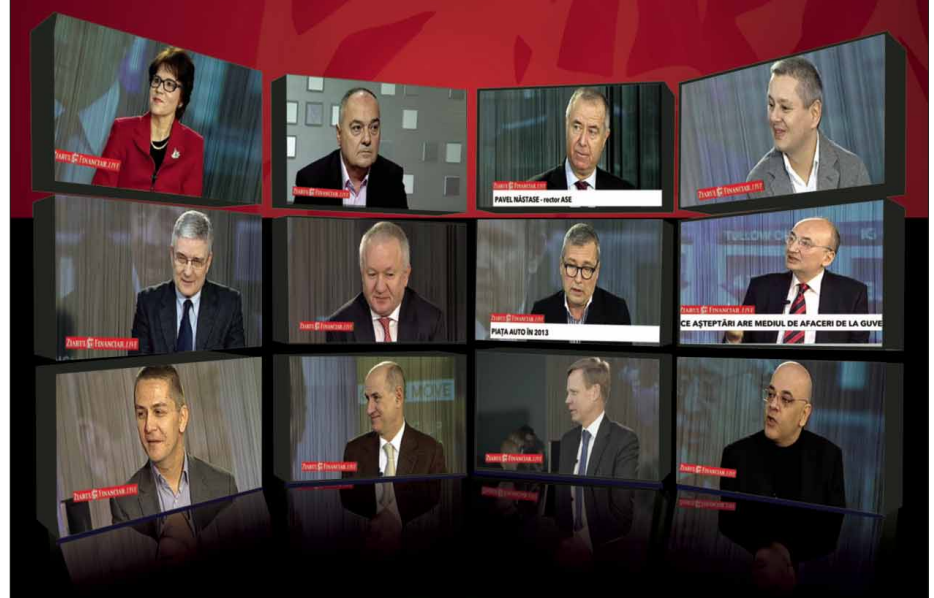 ZIARUL FINANCIAR LIVE
ZIARUL FINANCIAR LIVE
ZIARUL FINANCIAR LIVE
PAVEL NĂSTASE - rector ASE
ZIARUL FINANCIAR LIVE
ZIARUL FINANCIAR LIVE
ZIARUL FINANCIAR LIVE
ZIARUL FINANCIAR LIVE
PIAȚA AUTO ÎN 2013
TULLOW
ZIARUL FINANCIAR LIVE
CE AȘTEPTĂRI ARE MEDIUL DE AFACERI DE LA GUVE
ZIARUL FINANCIAR LIVE
MOVE
ZIARUL FINANCIAR LIVE
ZIARUL FINANCIAR LIVE
ZIARUL FINANCIAR LIVE